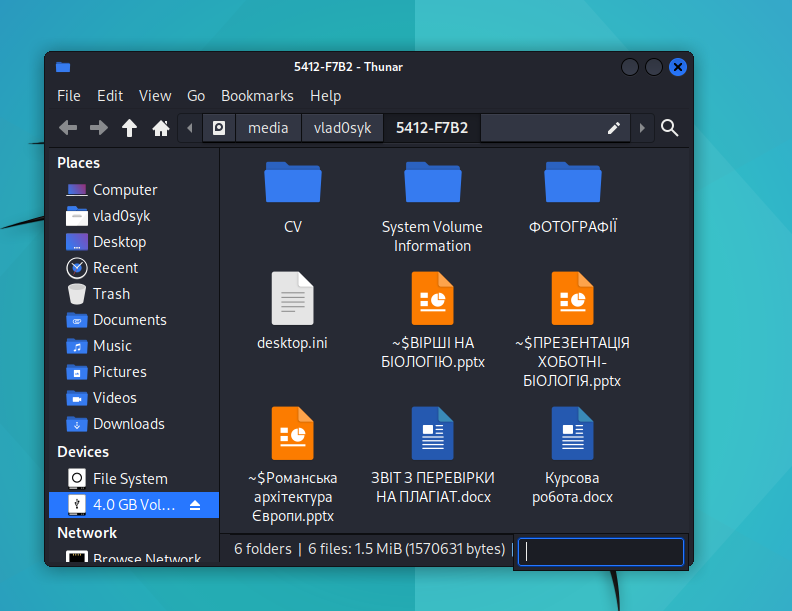 5412-F7B2 - Thunar
File Edit View Go Bookmarks Help
media vlad0syk 5412-F7B2
Places
Computer
vlad0syk
Desktop
Recent
Trash
Documents
Music
Pictures
Videos
Downloads
Devices
File System
4.0 GB Vol...
Network
Browse Network
CV
System Volume
Information
ФОТОГРАФІЇ
desktop.ini
~$ВІРШІ НА
БІОЛОГІЮ.pptx
~$ПРЕЗЕНТАЦІЯ
ХОБОТНІ-
БІОЛОГІЯ.pptx
~$Романська
архітектура
Європи.pptx
ЗВІТ З ПЕРЕВІРКИ
НА ПЛАГІАТ.docx
Курсова
робота.docx
6 folders | 6 files: 1.5 MiB (1570631 bytes) |